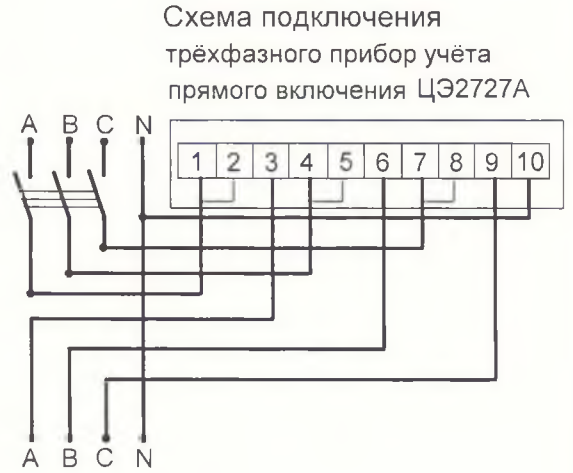 Схема подключения
трёхфазного прибор учёта
прямого включения ЦЭ2727А
A B C N
1 2 3 4 5 6 7 8 9 10
A B C N